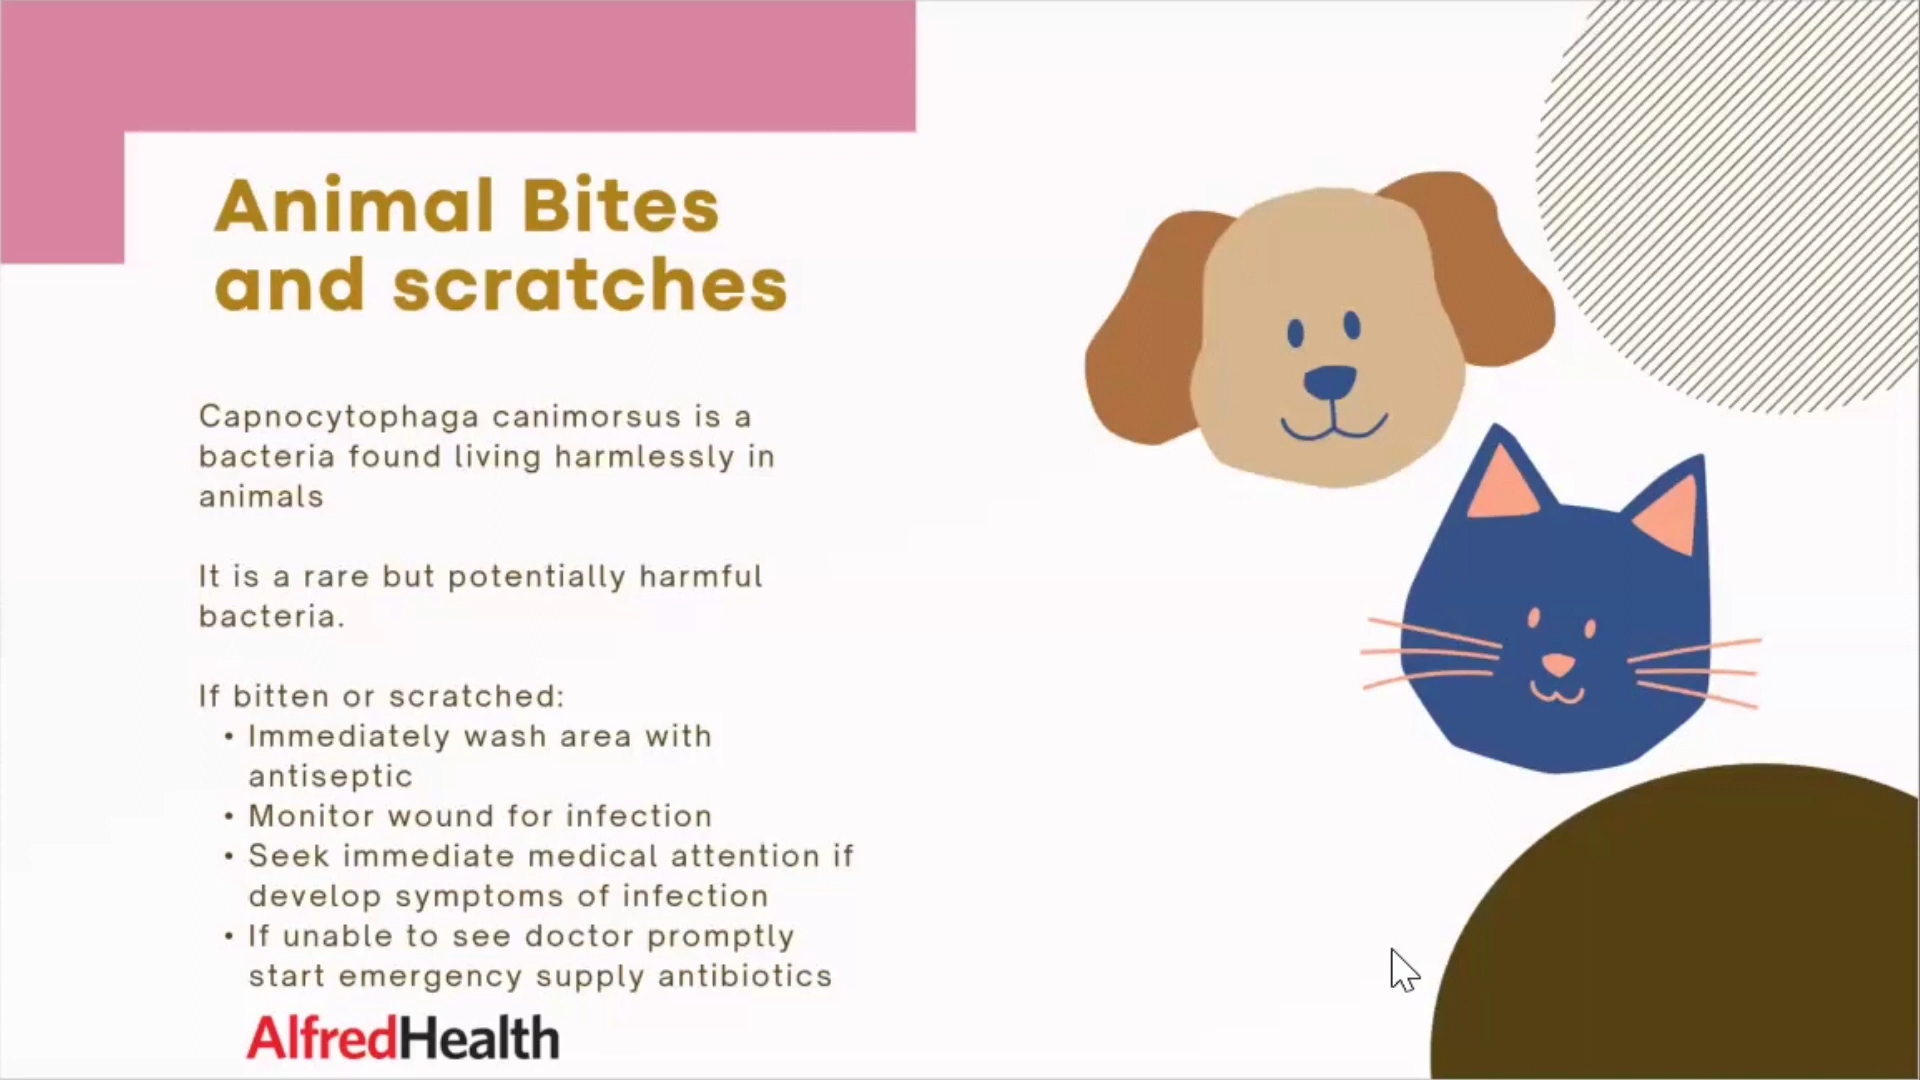 Animal Bites
and scratches
Capnocytophaga canimorsus is a
bacteria found living harmlessly in
animals
It is a rare but potentially harmful
bacteria.
If bitten or scratched:
• Immediately wash area with
antiseptic
• Monitor wound for infection
• Seek immediate medical attention if
develop symptoms of infection
• If unable to see doctor promptly
start emergency supply antibiotics
AlfredHealth